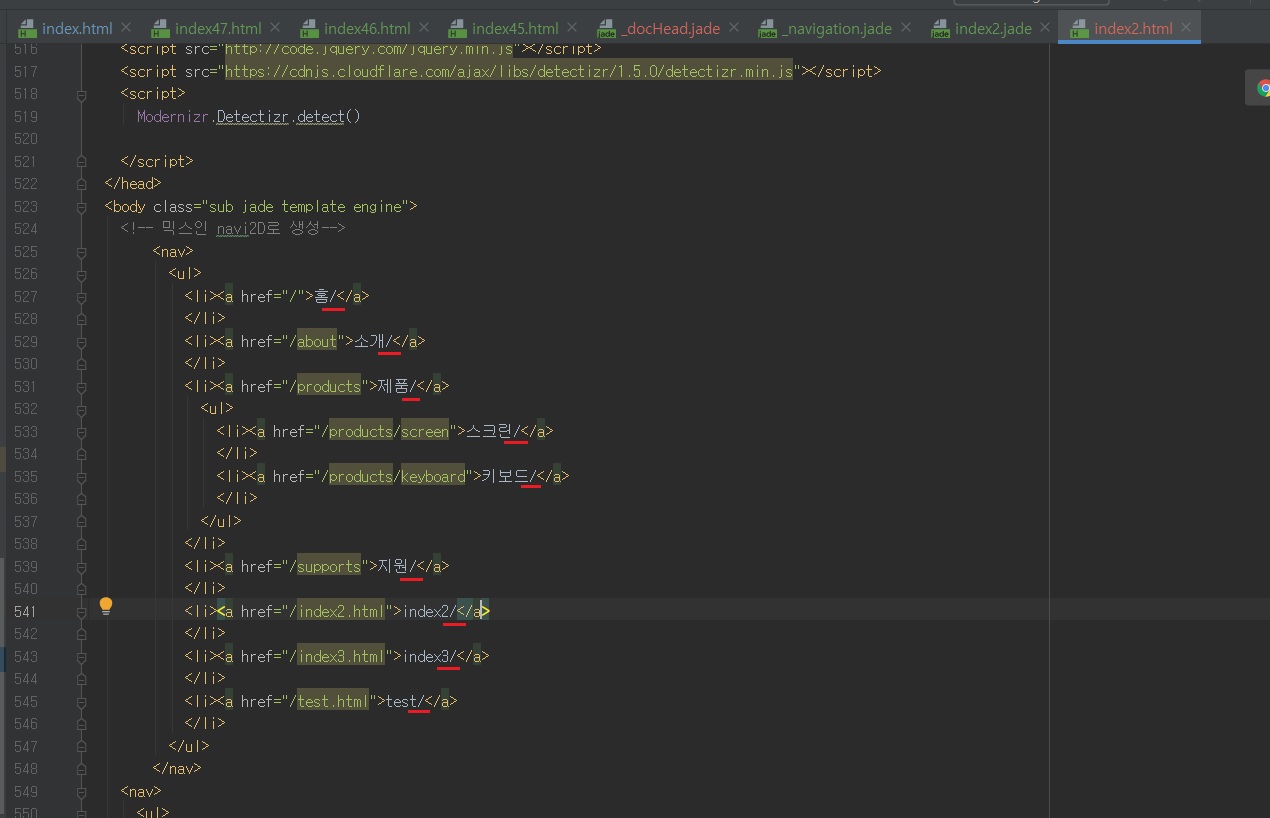 index.html index47.html index46.html index45.html _docHead.jade _navigation.jade index2.jade index2.html
516 <script src="http://code.jquery.com/jquery.min.js"></script>
517 <script src="https://cdnjs.cloudflare.com/ajax/libs/detectizr/1.5.0/detectizr.min.js"></script>
518 <script>
519 Modernizr.Detectizr.detect()
520
521 </script>
522 </head>
523 <body class="sub jade template engine">
524 <!-- 믹스인 navi2D로 생성-->
525 <nav>
526 <ul>
527 <li><a href="/">홈/</a>
528 </li>
529 <li><a href="/about">소개/</a>
530 </li>
531 <li><a href="/products">제품/</a>
532 <ul>
533 <li><a href="/products/screen">스크린/</a>
534 </li>
535 <li><a href="/products/keyboard">키보드/</a>
536 </li>
537 </ul>
538 </li>
539 <li><a href="/supports">지원/</a>
540 </li>
541 <li><a href="/index2.html">index2/</a>
542 </li>
543 <li><a href="/index3.html">index3/</a>
544 </li>
545 <li><a href="/test.html">test/</a>
546 </li>
547 </ul>
548 </nav>
549 <nav>
550 <ul>